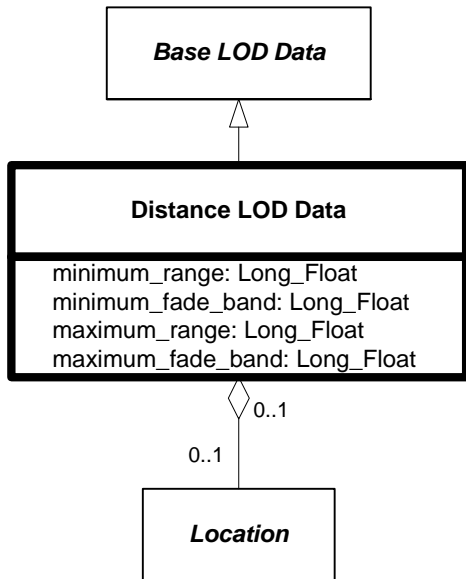 Base LOD Data
Distance LOD Data
minimum_range: Long_Float
minimum_fade_band: Long_Float
maximum_range: Long_Float
maximum_fade_band: Long_Float
0..1
0..1
Location